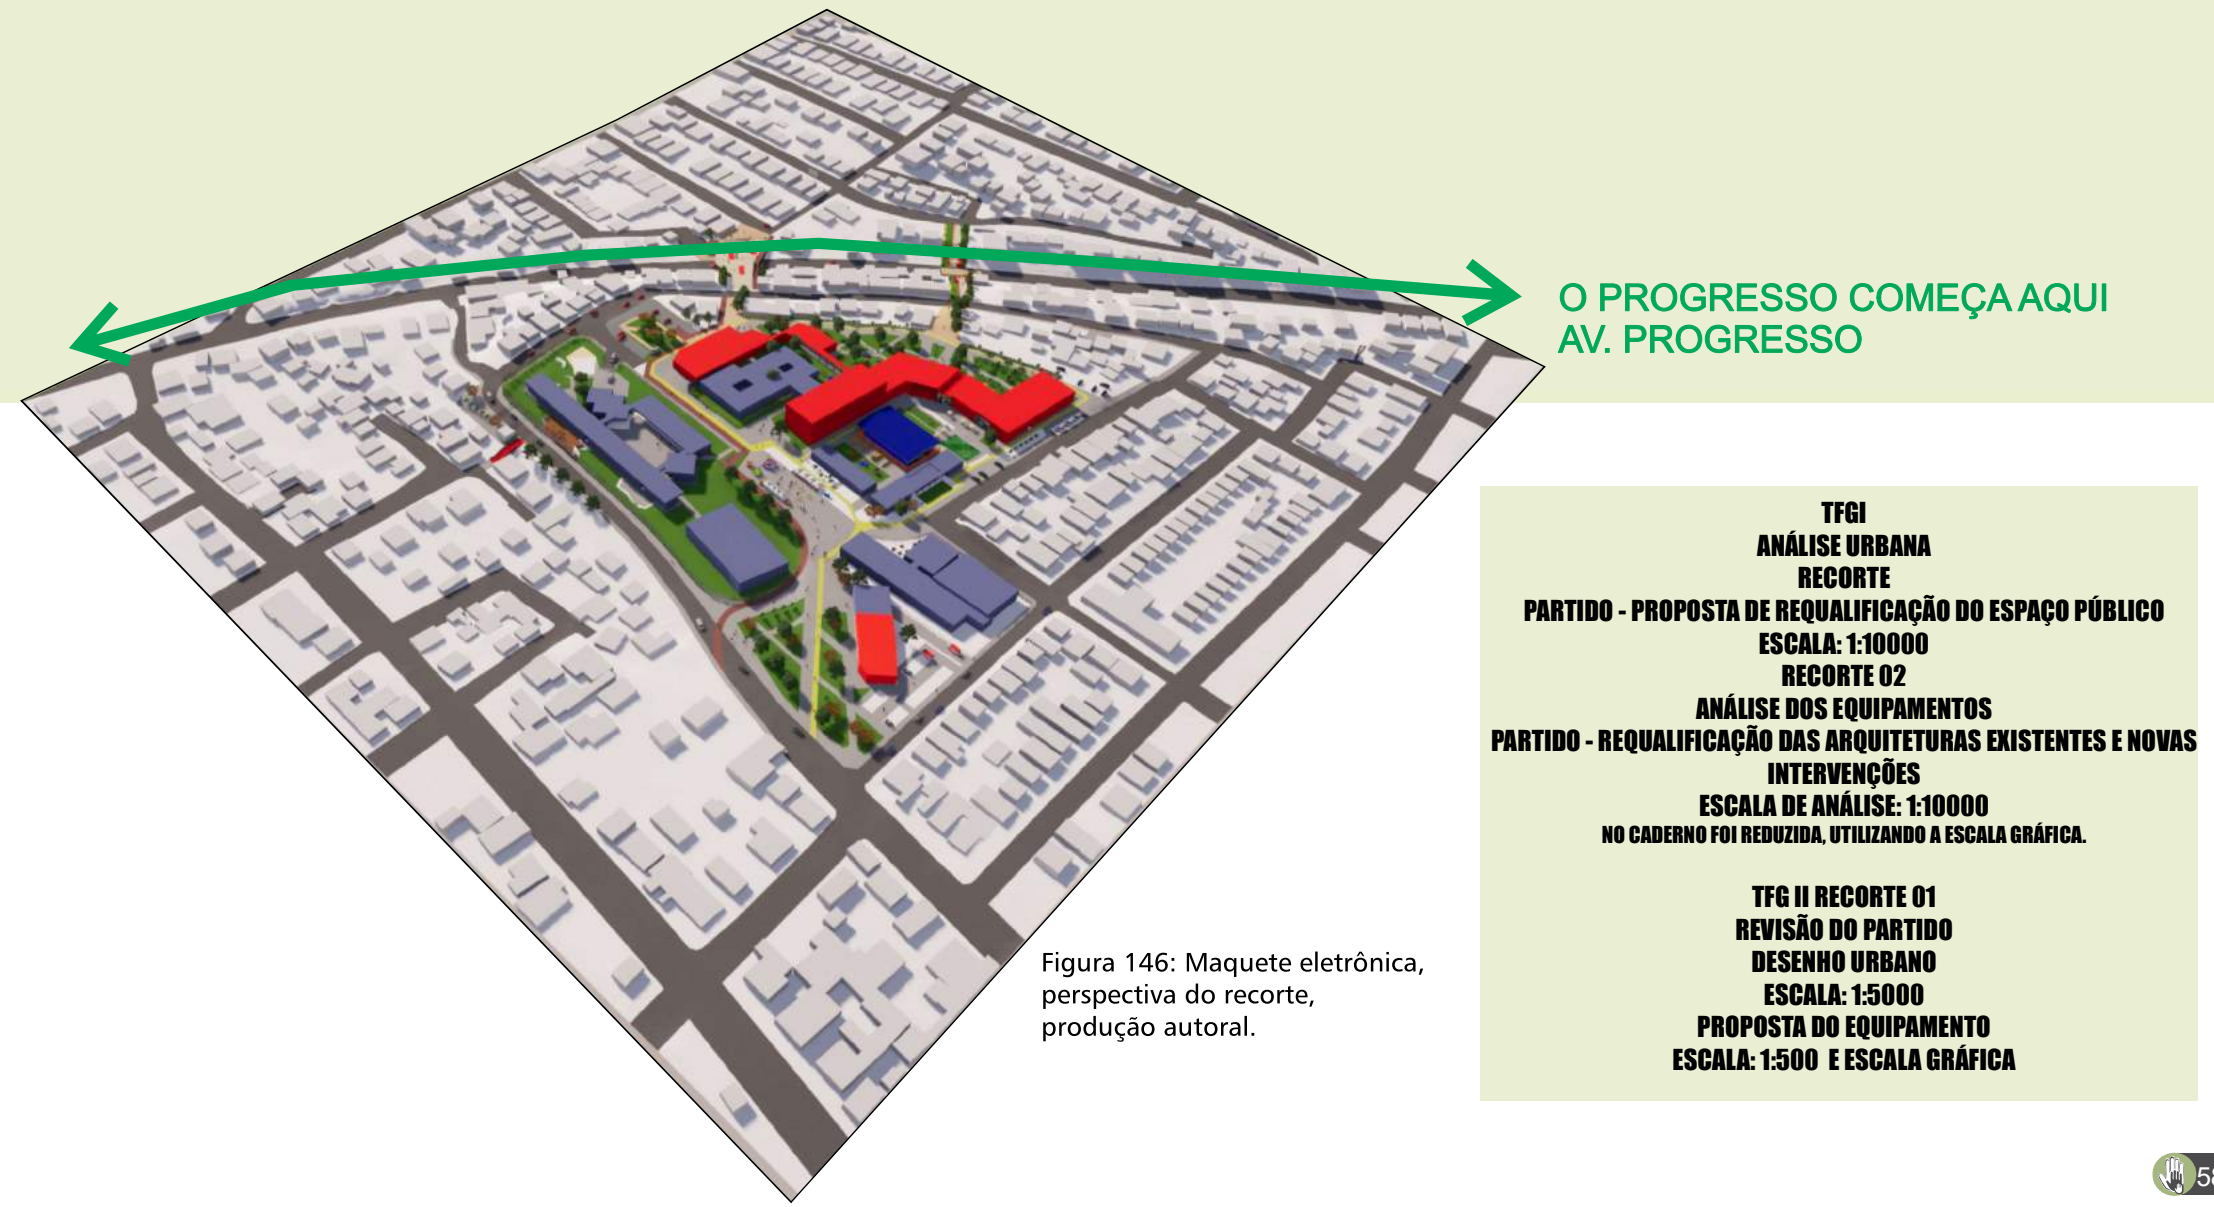 O PROGRESSO COMEÇA AQUI
AV. PROGRESSO
TFGI
ANÁLISE URBANA
RECORTE
PARTIDO - PROPOSTA DE REQUALIFICAÇÃO DO ESPAÇO PÚBLICO
ESCALA: 1:10000
RECORTE 02
ANÁLISE DOS EQUIPAMENTOS
PARTIDO - REQUALIFICAÇÃO DAS ARQUITETURAS EXISTENTES E NOVAS
INTERVENÇÕES
ESCALA DE ANÁLISE: 1:10000
NO CADERNO FOI REDUZIDA, UTILIZANDO A ESCALA GRÁFICA.
TFG II RECORTE 01
REVISÃO DO PARTIDO
DESENHO URBANO
ESCALA: 1:5000
PROPOSTA DO EQUIPAMENTO
ESCALA: 1:500  E ESCALA GRÁFICA
Figura 146: Maquete eletrônica,
perspectiva do recorte,
produção autoral.
58